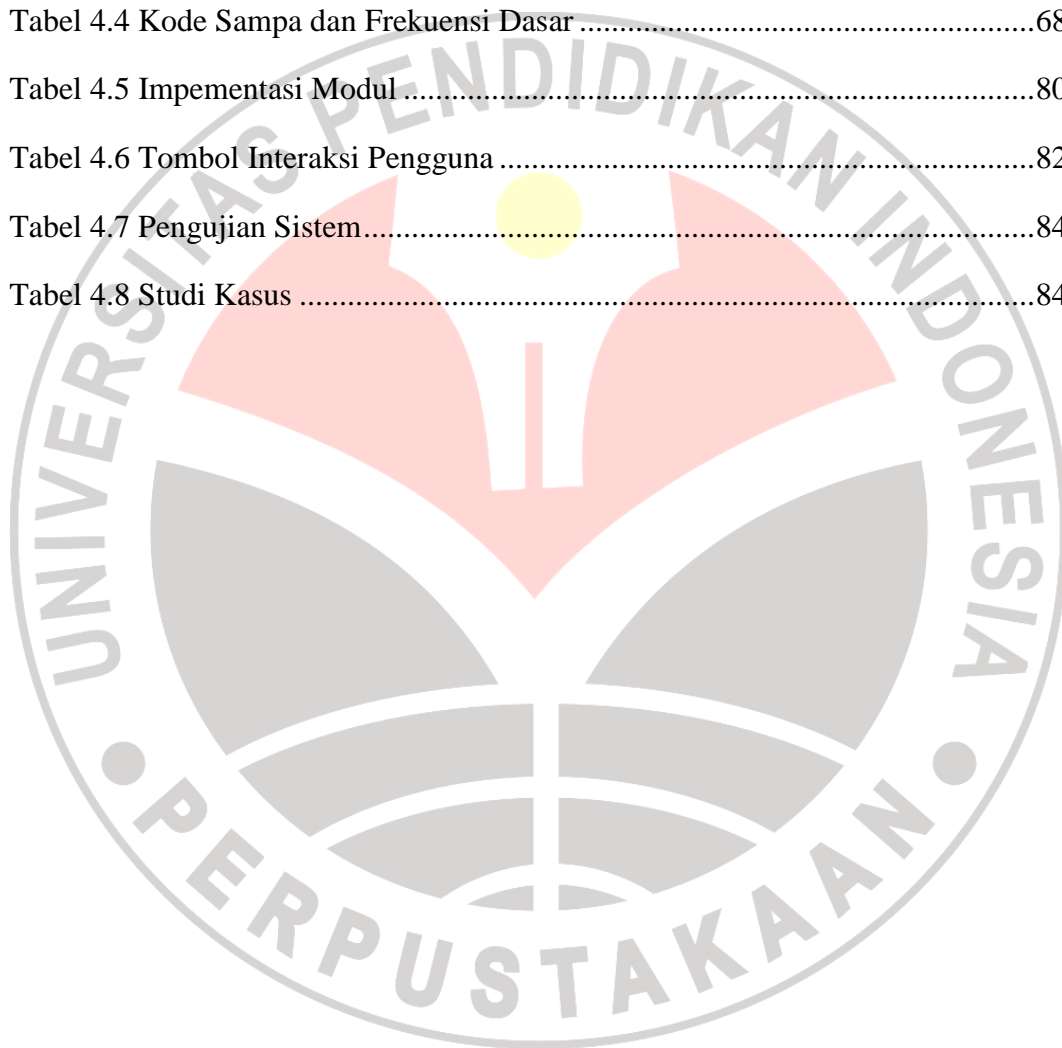 Tabel 4.4 Kode Sampa dan Frekuensi Dasar ............................................................68
Tabel 4.5 Impementasi Modul ..................................................................................80
Tabel 4.6 Tombol Interaksi Pengguna ......................................................................82
Tabel 4.7 Pengujian Sistem.......................................................................................84
Tabel 4.8 Studi Kasus ...............................................................................................84
UNIVERSITAS PENDIDIKAN INDONESIA
PERPUSTAKAAN